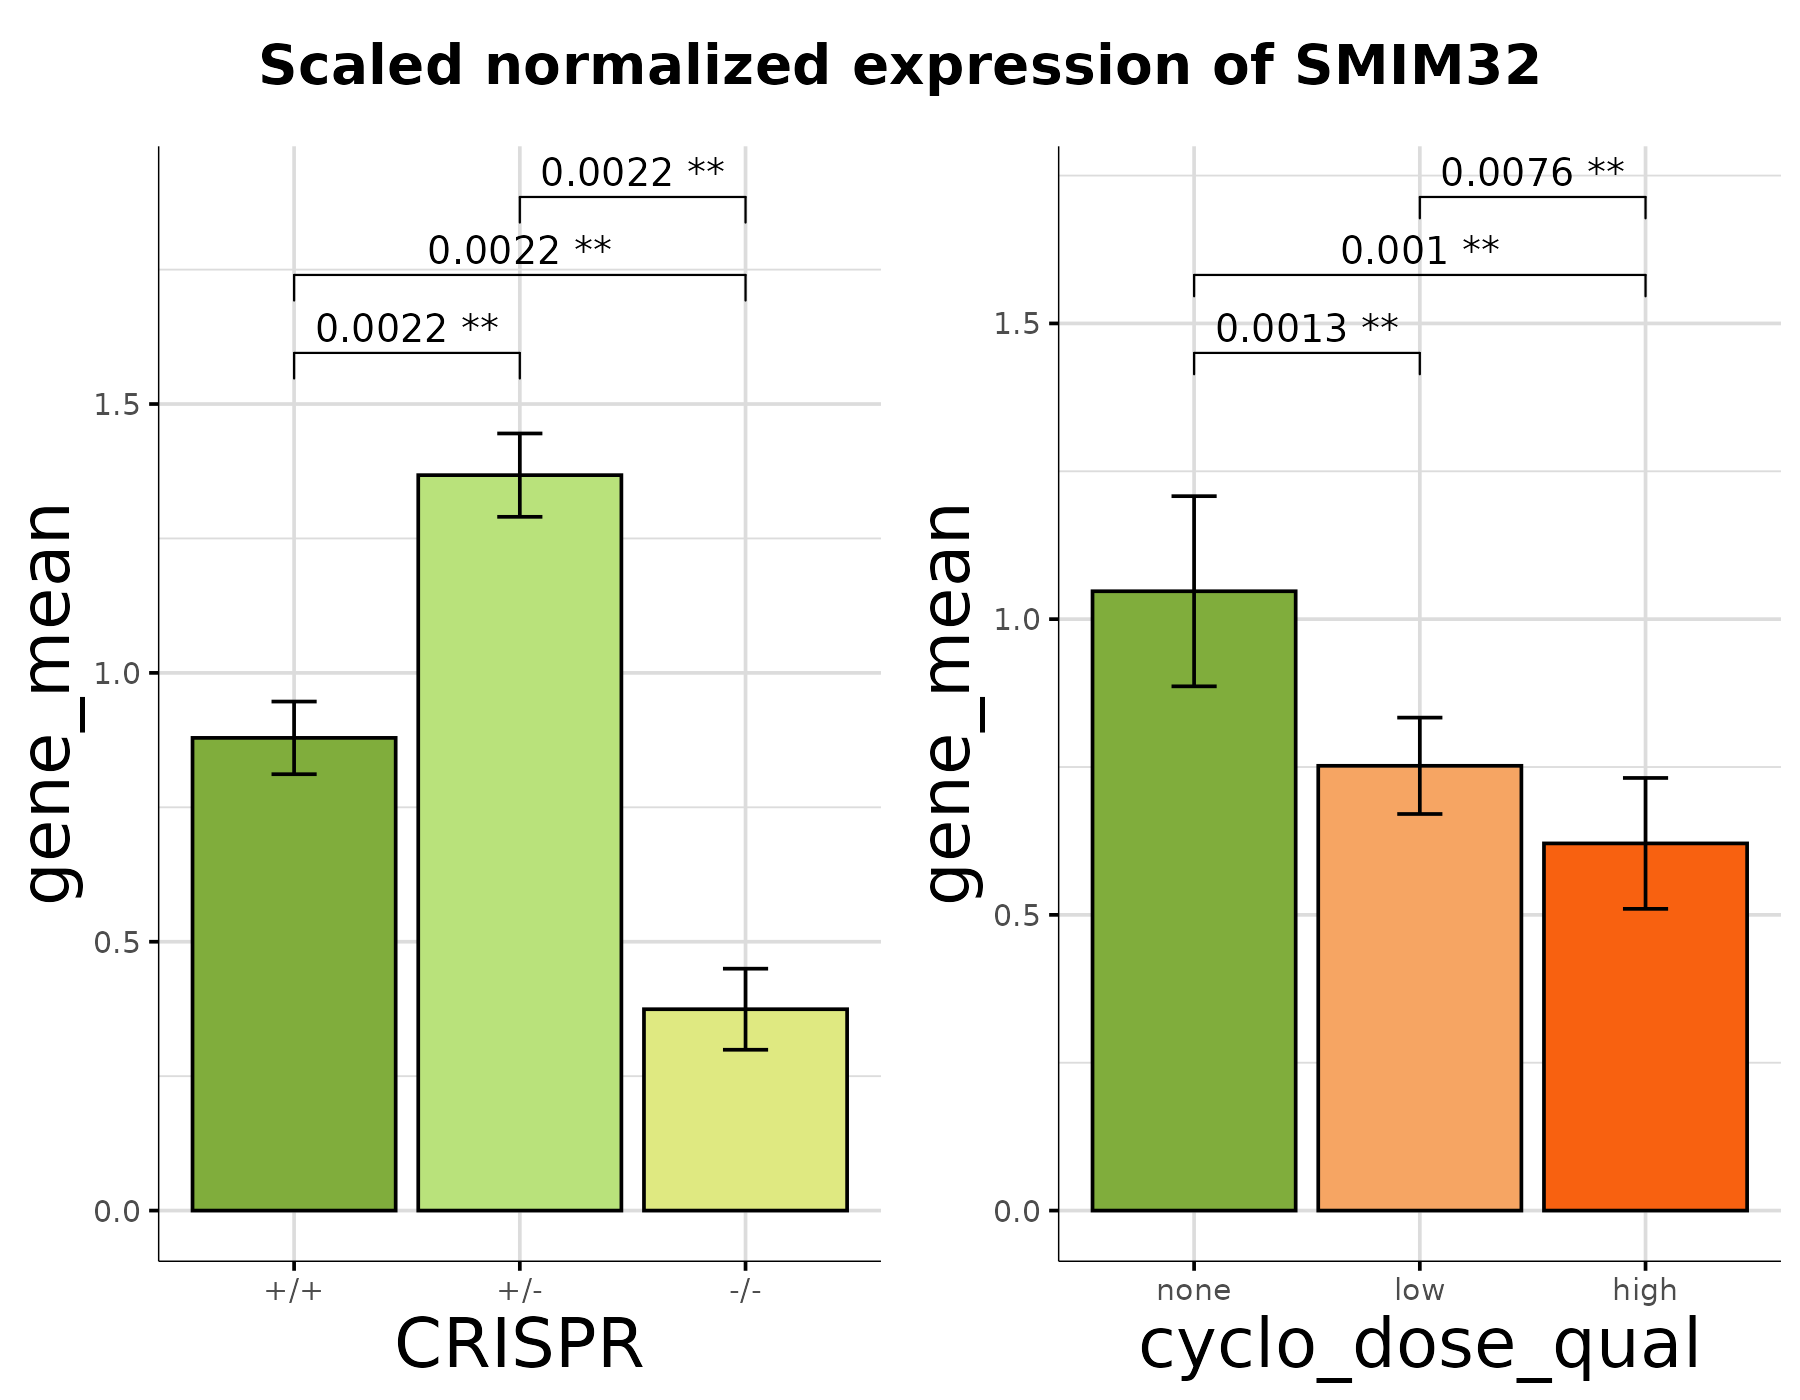 Scaled normalized expression of SMIM32
0.0022 **
0.0022 **
0.0022 **
1.5
1.0
0.5
0.0
gene_mean
+/+ +/- -/-
CRISPR
0.0076 **
0.001 **
0.0013 **
1.5
1.0
0.5
0.0
gene_mean
none low high
cyclo_dose_qual